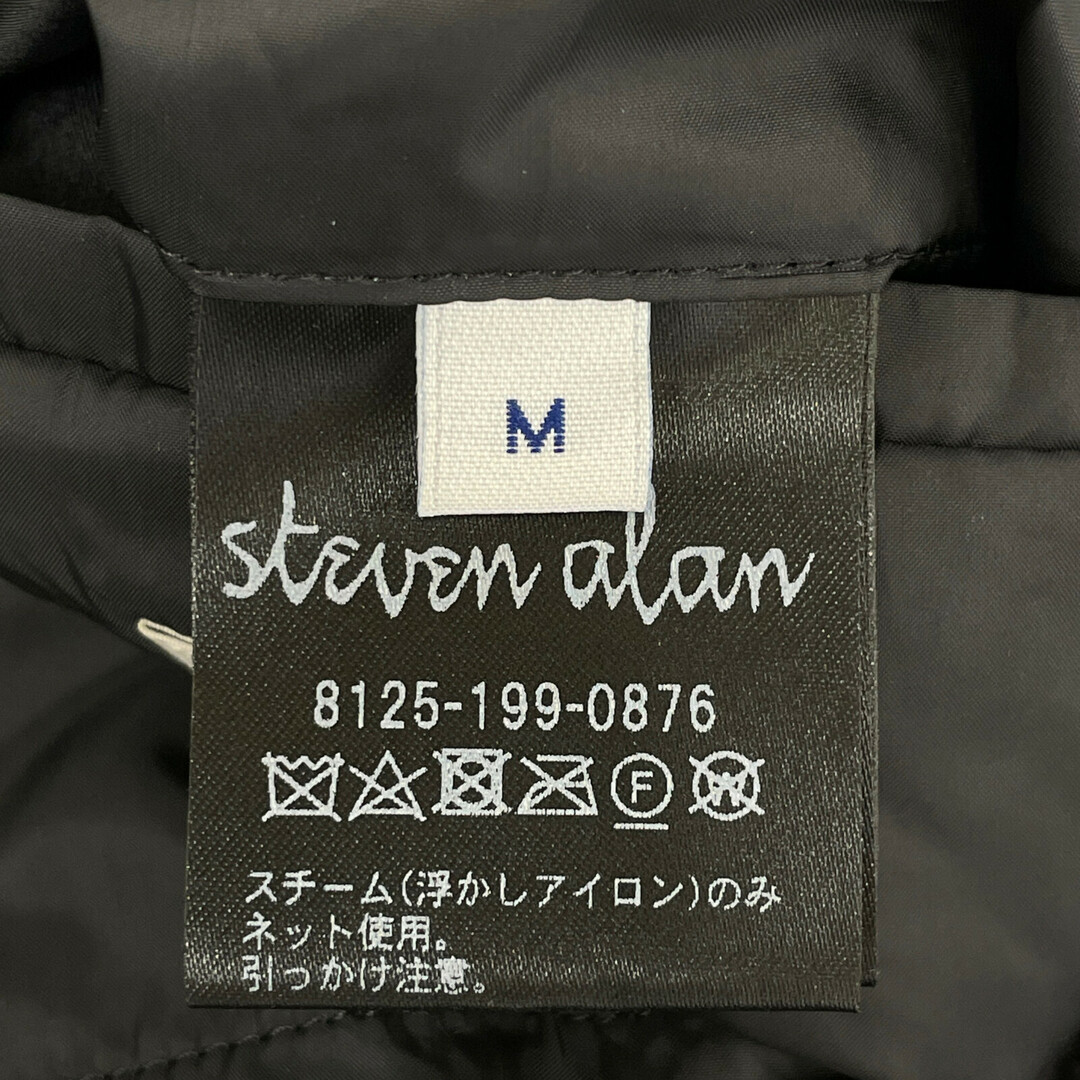 M
steven alan
8125-199-0876
F W
スチーム(浮かしアイロン)のみ
ネット使用。
引っかけ注意。